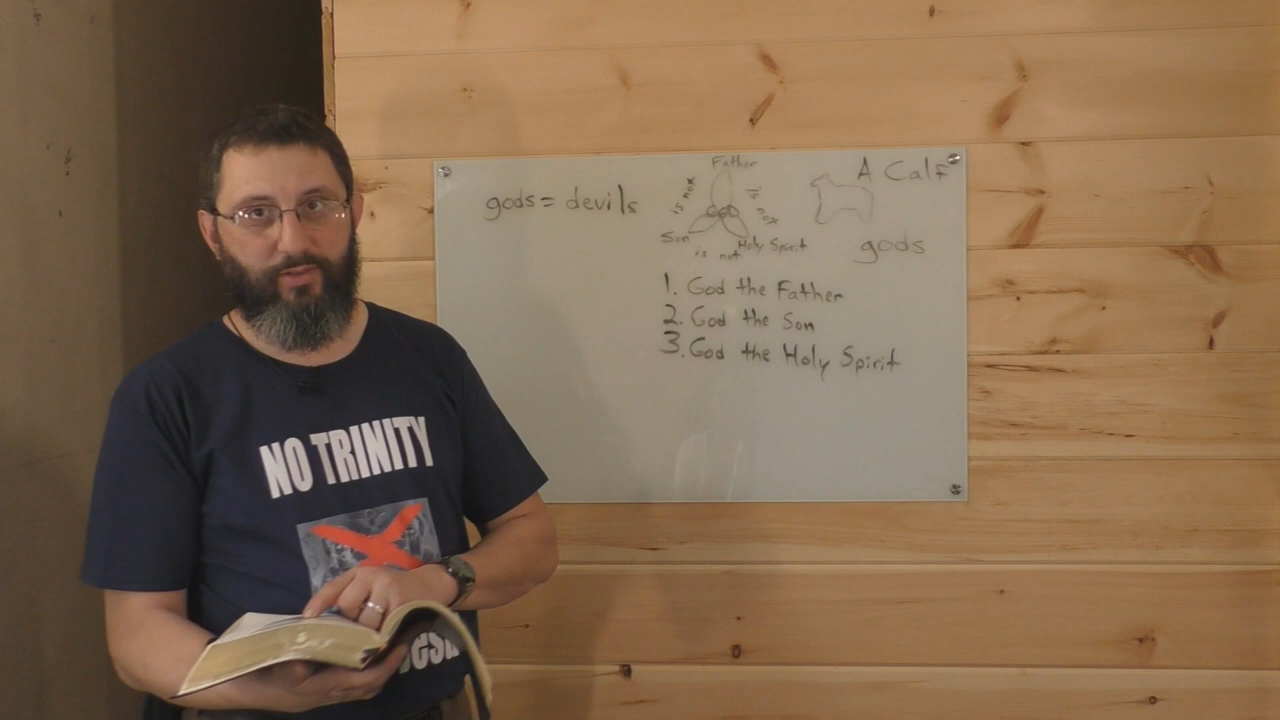 gods = devils
Father
is not
is not
God
Son
Holy Spirit
is not
A Calf
gods
1. God the Father
2. God the Son
3. God the Holy Spirit
NO TRINITY